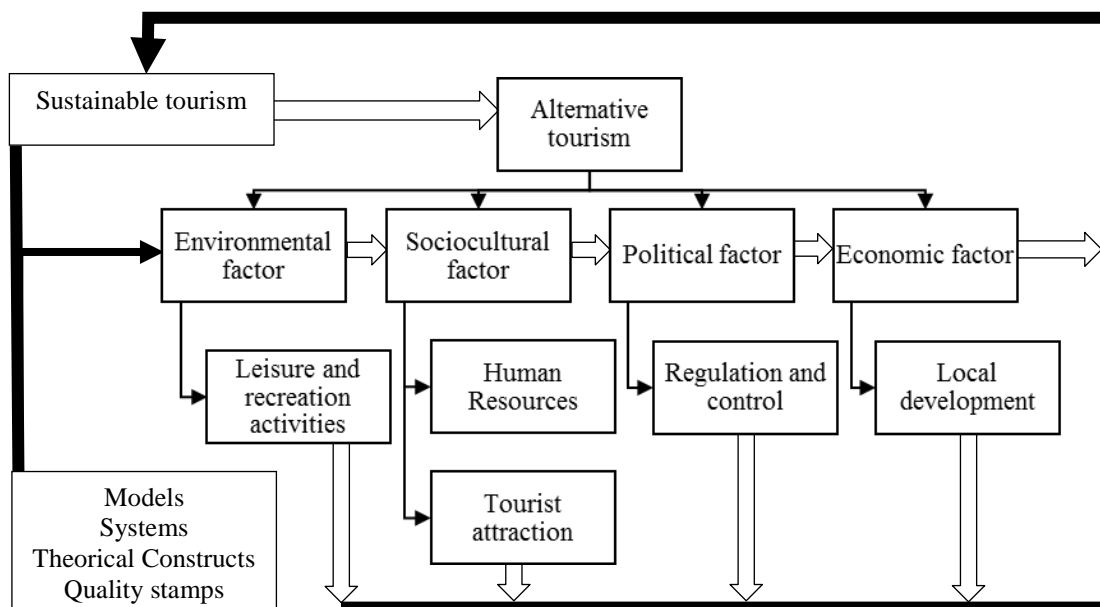 Sustainable tourism
Alternative
tourism
Environmental
factor
Sociocultural
factor
Political factor
Economic factor
Leisure and
recreation
activities
Human
Resources
Regulation and
control
Local
development
Tourist
attraction
Models
Systems
Theorical Constructs
Quality stamps